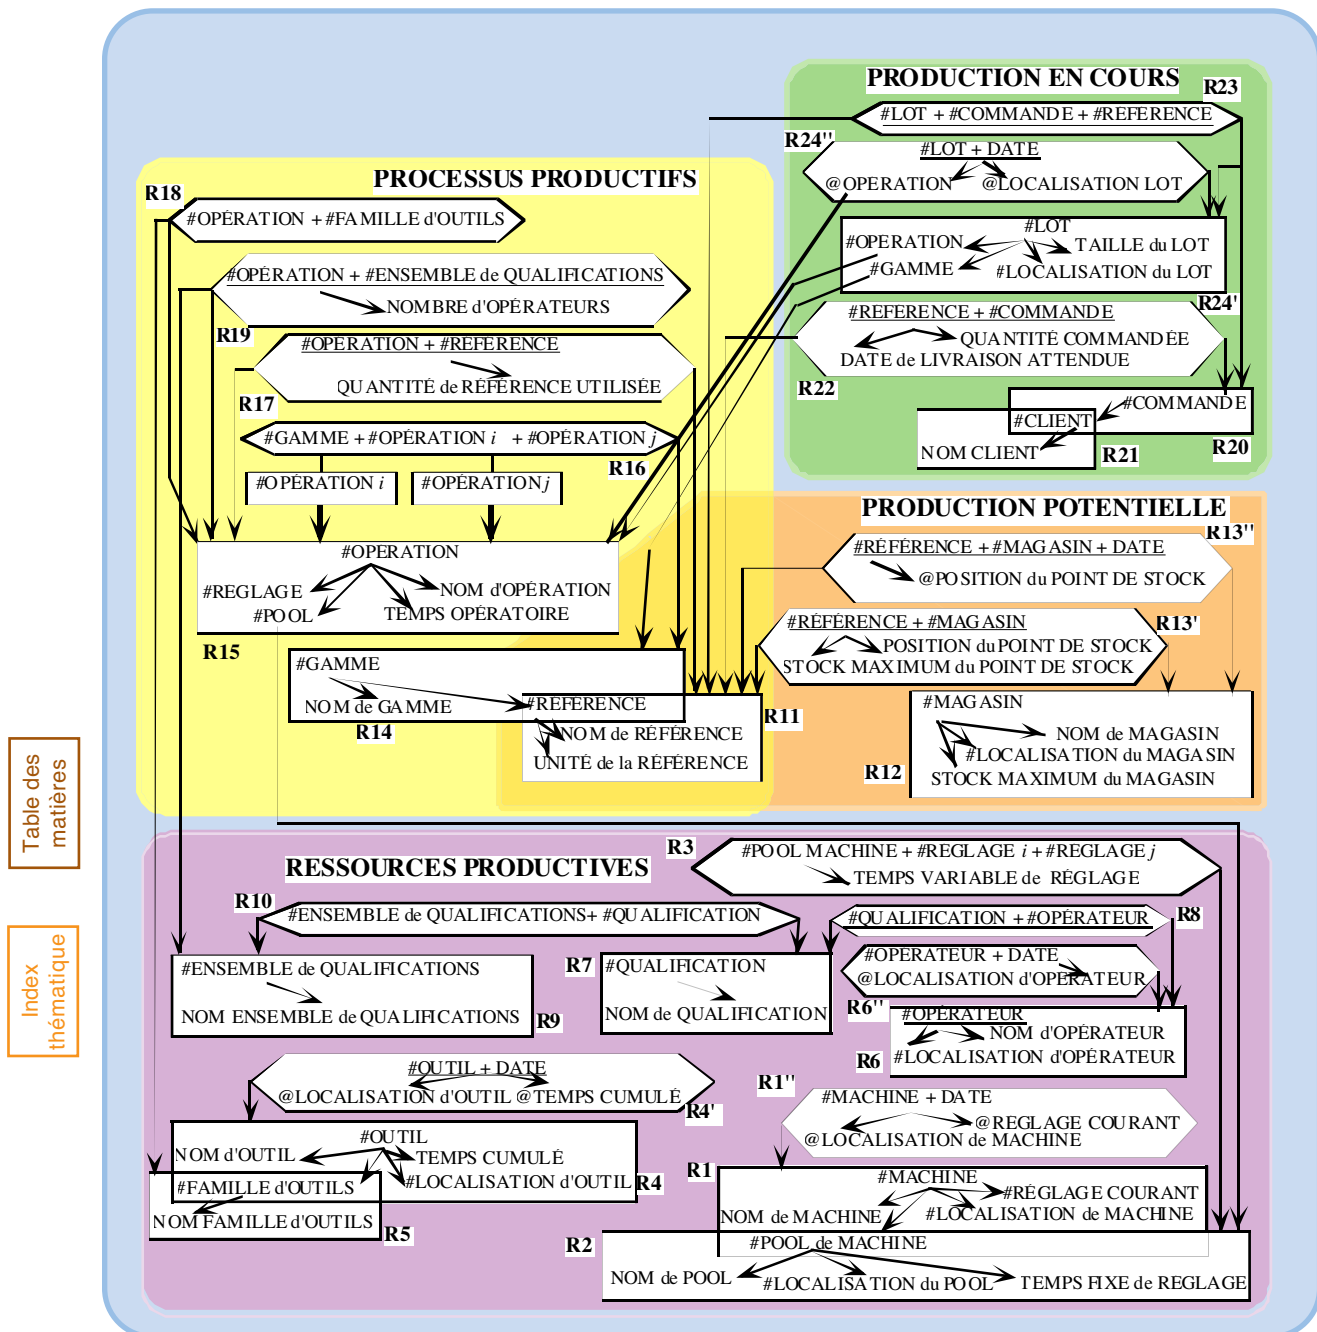 PRODUCTION EN COURS
R23
#LOT + #COMMANDE + #REFERENCE
R24"
#LOT + DATE
@OPERATION
@LOCALISATION LOT
#LOT
#OPERATION
TAILLE du LOT
#GAMME
#LOCALISATION du LOT
R24'
#REFERENCE + #COMMANDE
QUANTITÉ COMMANDÉE
DATE de LIVRAISON ATTENDUE
R22
#COMMANDE
#CLIENT
NOM CLIENT
R21
R20
PROCESSUS PRODUCTIFS
R18
#OPÉRATION + #FAMILLE d'OUTILS
#OPÉRATION + #ENSEMBLE de QUALIFICATIONS
NOMBRE d'OPÉRATEURS
R19
#OPERATION + #REFERENCE
QUANTITÉ de RÉFÉRENCE UTILISÉE
R17
#GAMME + #OPÉRATION i + #OPÉRATION j
R16
#OPÉRATION i
#OPÉRATION j
#OPERATION
#REGLAGE
NOM d'OPÉRATION
#POOL
TEMPS OPÉRATOIRE
R15
#GAMME
NOM de GAMME
R14
#REFERENCE
NOM de RÉFÉRENCE
UNITÉ de la RÉFÉRENCE
R11
PRODUCTION POTENTIELLE
R13"
#RÉFÉRENCE + #MAGASIN + DATE
@POSITION du POINT DE STOCK
#RÉFÉRENCE + #MAGASIN
R13'
POSITION du POINT DE STOCK
STOCK MAXIMUM du POINT DE STOCK
#MAGASIN
NOM de MAGASIN
#LOCALISATION du MAGASIN
R12
STOCK MAXIMUM du MAGASIN
Table des
matières
Index
thématique
RESSOURCES PRODUCTIVES
R3
#POOL MACHINE + #REGLAGE i + #REGLAGE j
TEMPS VARIABLE de RÉGLAGE
R10
#ENSEMBLE de QUALIFICATIONS + #QUALIFICATION
#QUALIFICATION + #OPÉRATEUR
R8
#ENSEMBLE de QUALIFICATIONS
NOM ENSEMBLE de QUALIFICATIONS
R9
R7
#QUALIFICATION
NOM de QUALIFICATION
#OPERATEUR + DATE
@LOCALISATION d'OPERATEUR
R6"
#OPÉRATEUR
NOM d'OPÉRATEUR
R6
#LOCALISATION d'OPÉRATEUR
#OUTIL + DATE
@LOCALISATION d'OUTIL @TEMPS CUMULÉ
R4'
#OUTIL
NOM d'OUTIL
TEMPS CUMULÉ
#FAMILLE d'OUTILS
#LOCALISATION d'OUTIL
R4
NOM FAMILLE d'OUTILS
R5
R1"
#MACHINE + DATE
@REGLAGE COURANT
@LOCALISATION de MACHINE
R1
#MACHINE
#RÉGLAGE COURANT
NOM de MACHINE
#LOCALISATION de MACHINE
R2
#POOL de MACHINE
NOM de POOL
#LOCALISATION du POOL
TEMPS FIXE de REGLAGE